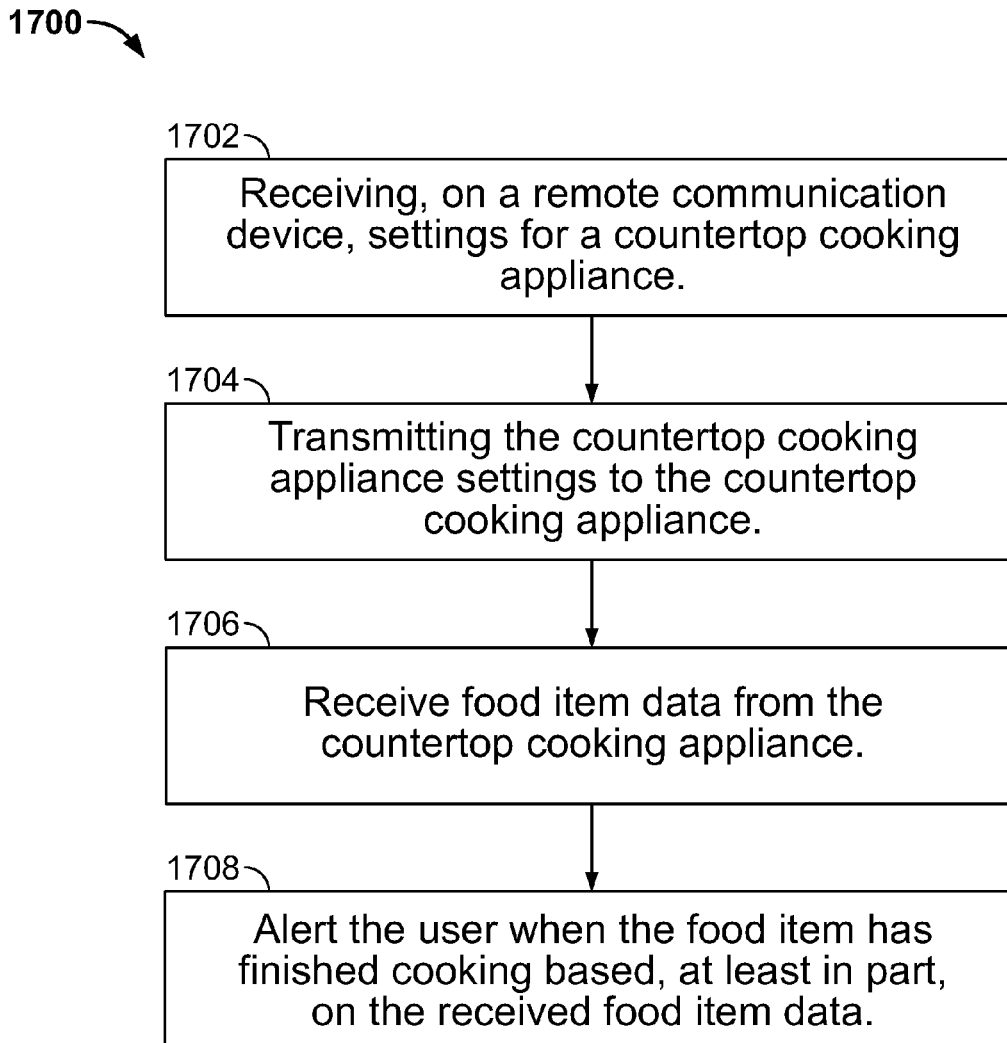 1700
1702
Receiving, on a remote communication
device, settings for a countertop cooking
appliance.
1704
Transmitting the countertop cooking
appliance settings to the countertop
cooking appliance.
1706
Receive food item data from the
countertop cooking appliance.
1708
Alert the user when the food item has
finished cooking based, at least in part,
on the received food item data.